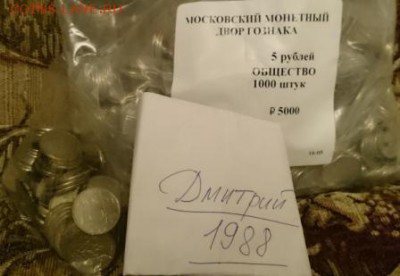 МОСКОВСКИЙ МОНЕТНЫЙ
ДВОР ГОЗНАКА
5 рублей
ОБЩЕСТВО
1000 штук
₽ 5000
Дмитрий
1988